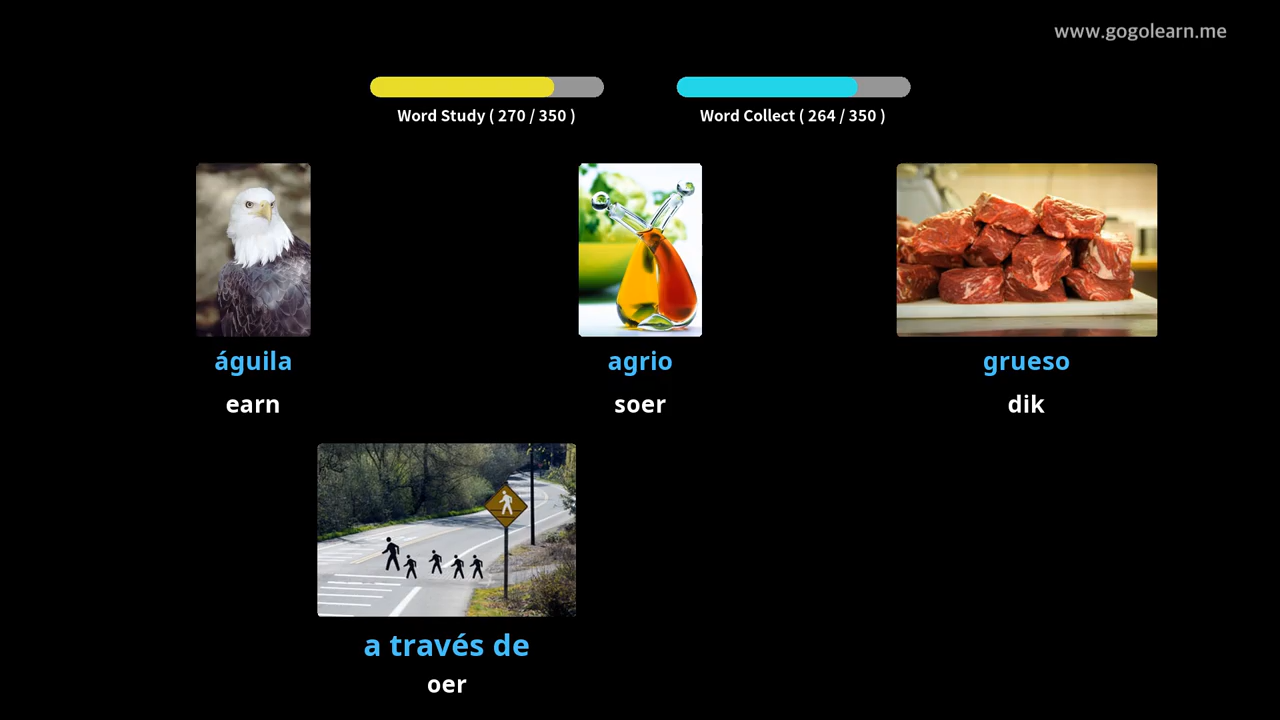 www.gogolearn.me
Word Study ( 270 / 350 )
Word Collect ( 264 / 350 )
águila
agrio
grueso
earn
soer
dik
a través de
oer